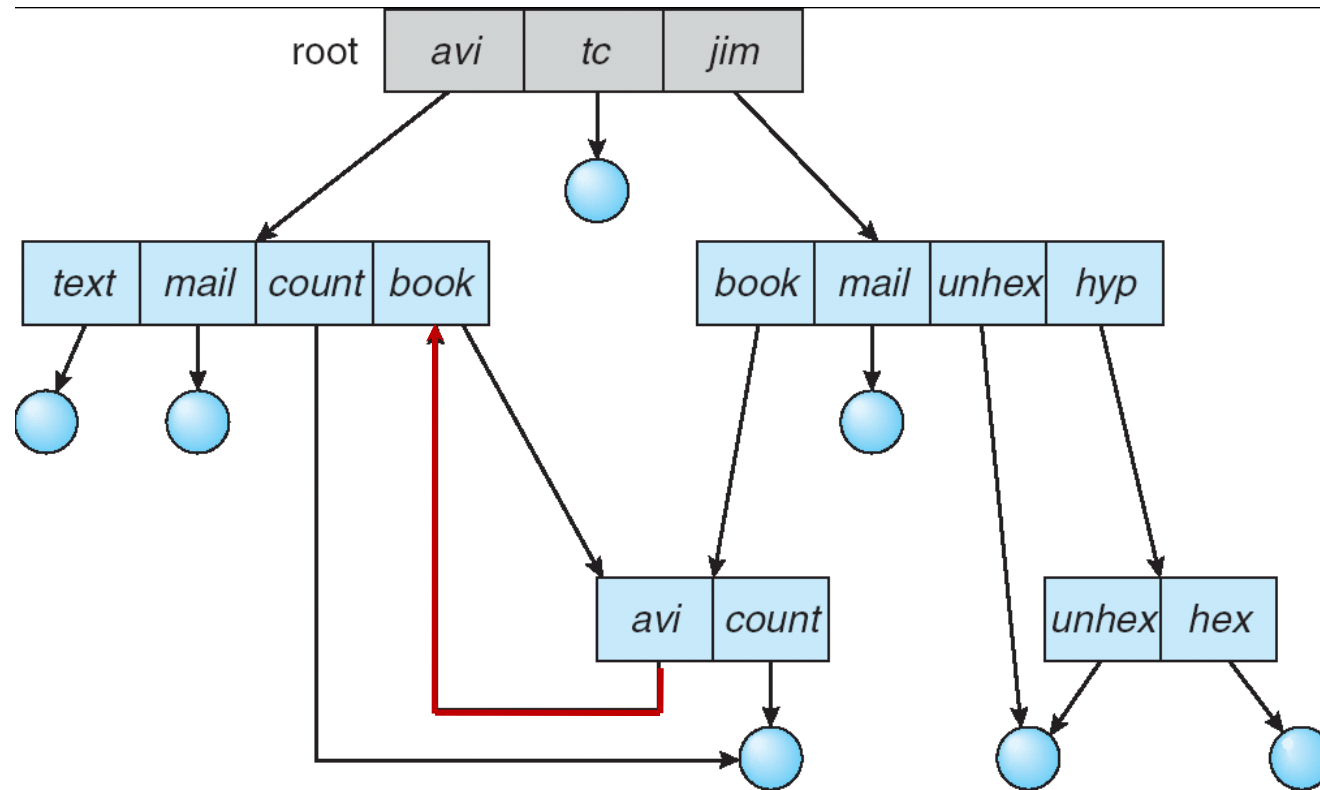 root avi tc jim
text mail count book book mail unhex hyp
avi count unhex hex